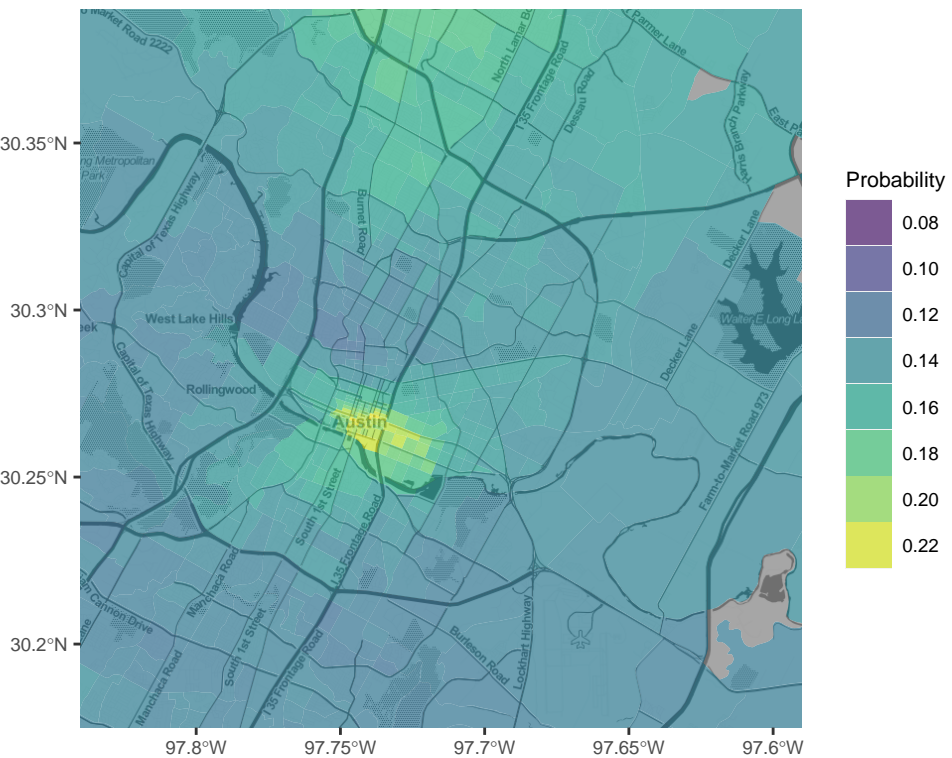 Market Road 2222
Parmer Lane
North Lamar
I 35 Frontage Road
Dessau Road
Harris Branch Parkway
East
30.35°N
ng Metropolitan
Park
Capital of Texas Highway
Burnet Road
Decker Lane
30.3°N
West Lake Hills
eek
Walter E Long L
Capital of Texas Highway
Decker Lane
Rollingwood
Austin
Farm-to-Market Road 973
30.25°N
South 1st Street
I 35 Frontage Road
Manchaca Road
Cannon Drive
South 1st Street
Burleson Road
Lockhart Highway
30.2°N
Manchaca Road
I 35 Frontage Road
97.8°W
97.75°W
97.7°W
97.65°W
97.6°W
Probability
0.08
0.10
0.12
0.14
0.16
0.18
0.20
0.22